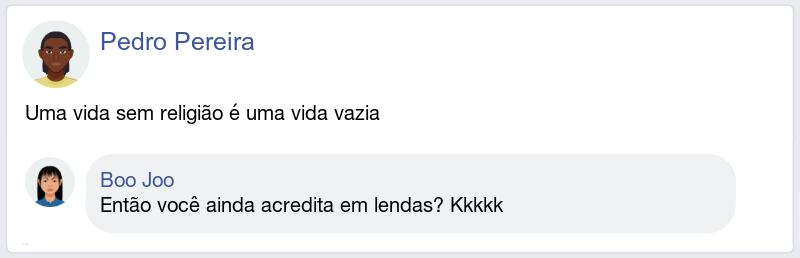 Pedro Pereira
Uma vida sem religião é uma vida vazia
Boo Joo
Então você ainda acredita em lendas? Kkkkk